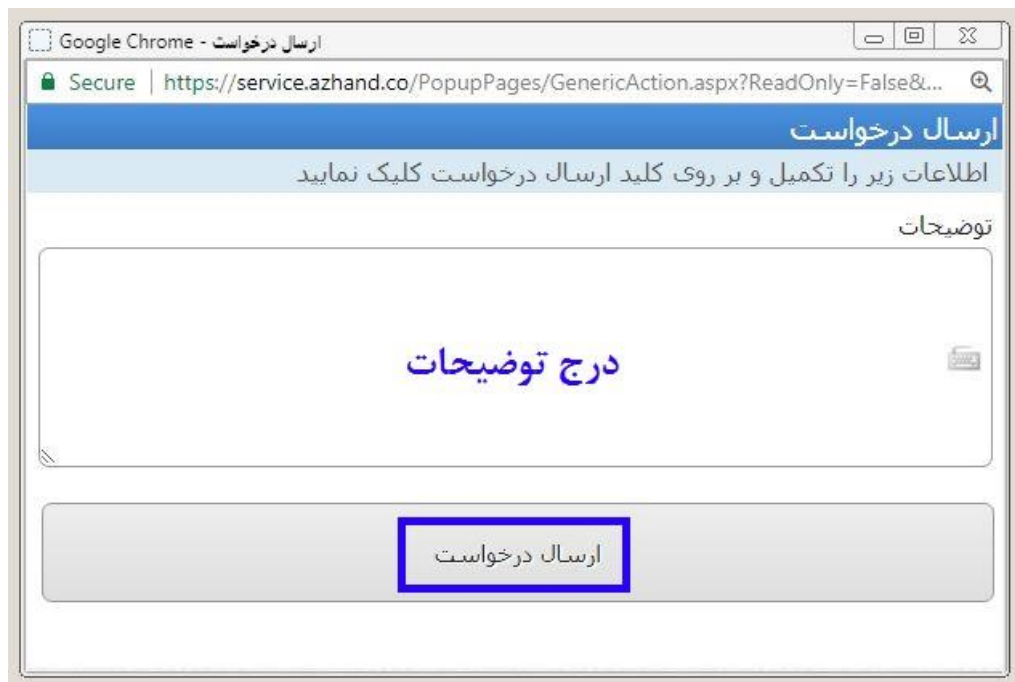 ارسال درخواست - Google Chrome
Secure | https://service.azhand.co/PopupPages/GenericAction.aspx?ReadOnly=False&...
ارسال درخواست
اطلاعات زیر را تکمیل و بر روی کلید ارسال درخواست کلیک نمایید
توضیحات
درج توضیحات
ارسال درخواست